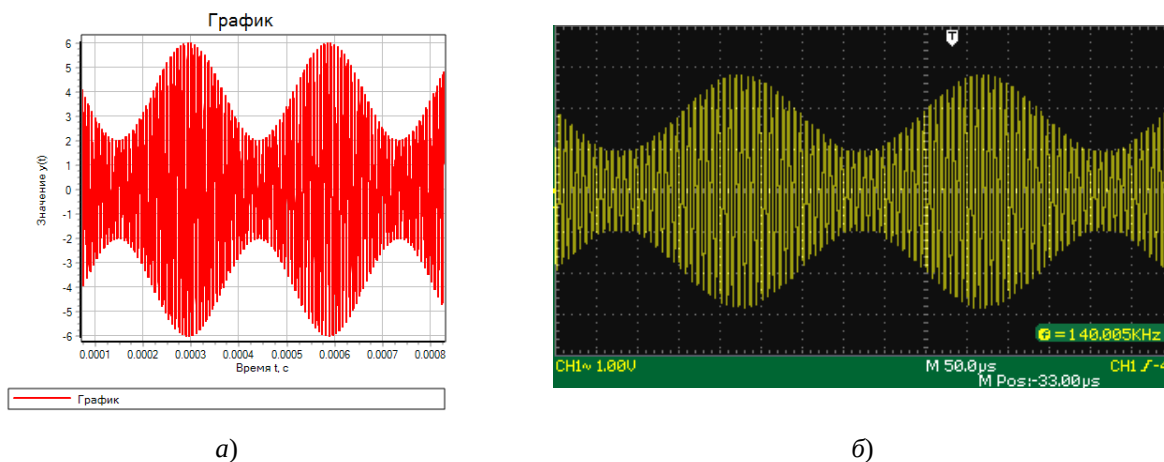 График
Значение y(t)
6
5
4
3
2
1
0
-1
-2
-3
-4
-5
-6
0.0001 0.0002 0.0003 0.0004 0.0005 0.0006 0.0007 0.0008
Время t, с
График
а)
T
f = 140.005KHz
CH1~ 1.00V M 50.0µs CH1 ƒ-4
M Pos:-33.00µs
б)